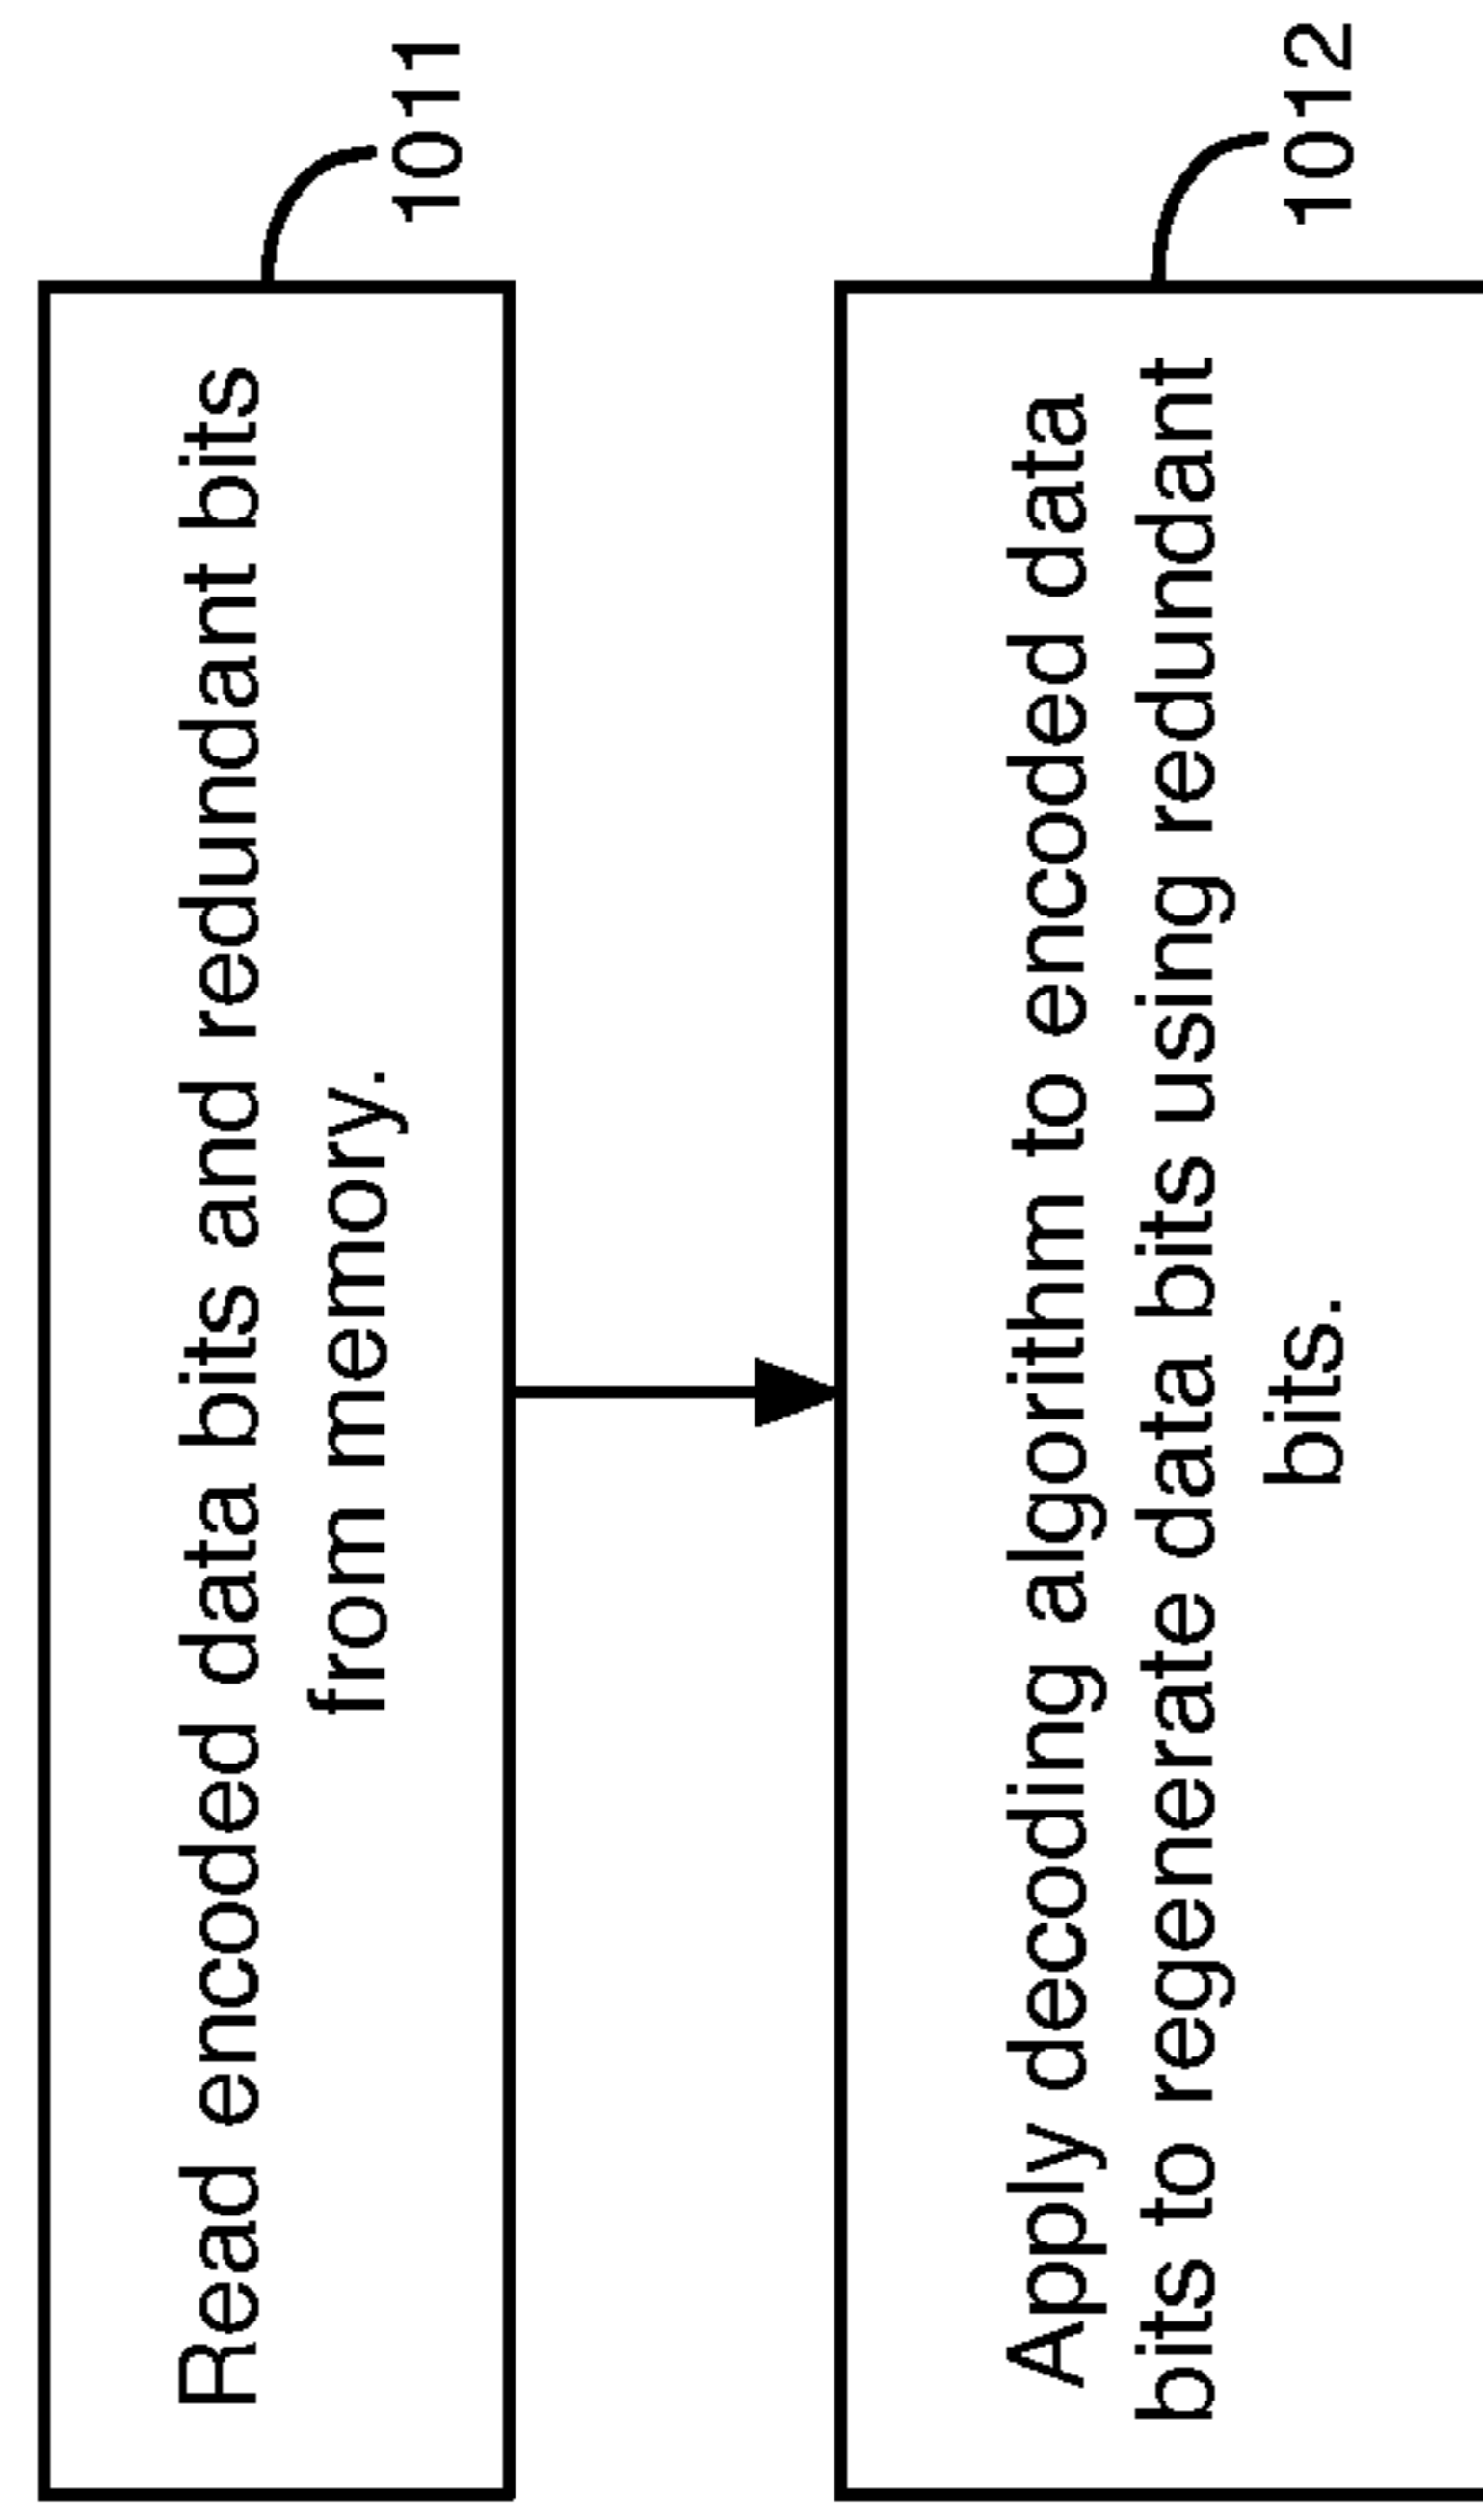 Read encoded data bits and redundant bits
from memory.
1011
Apply decoding algorithm to encoded data
bits to regenerate data bits using redundant
bits.
1012